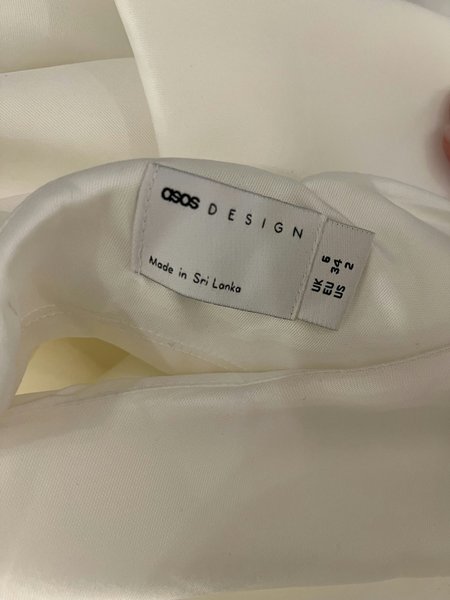 asos DESIGN
Made in Sri Lanka
UK 6
EU 34
US 2